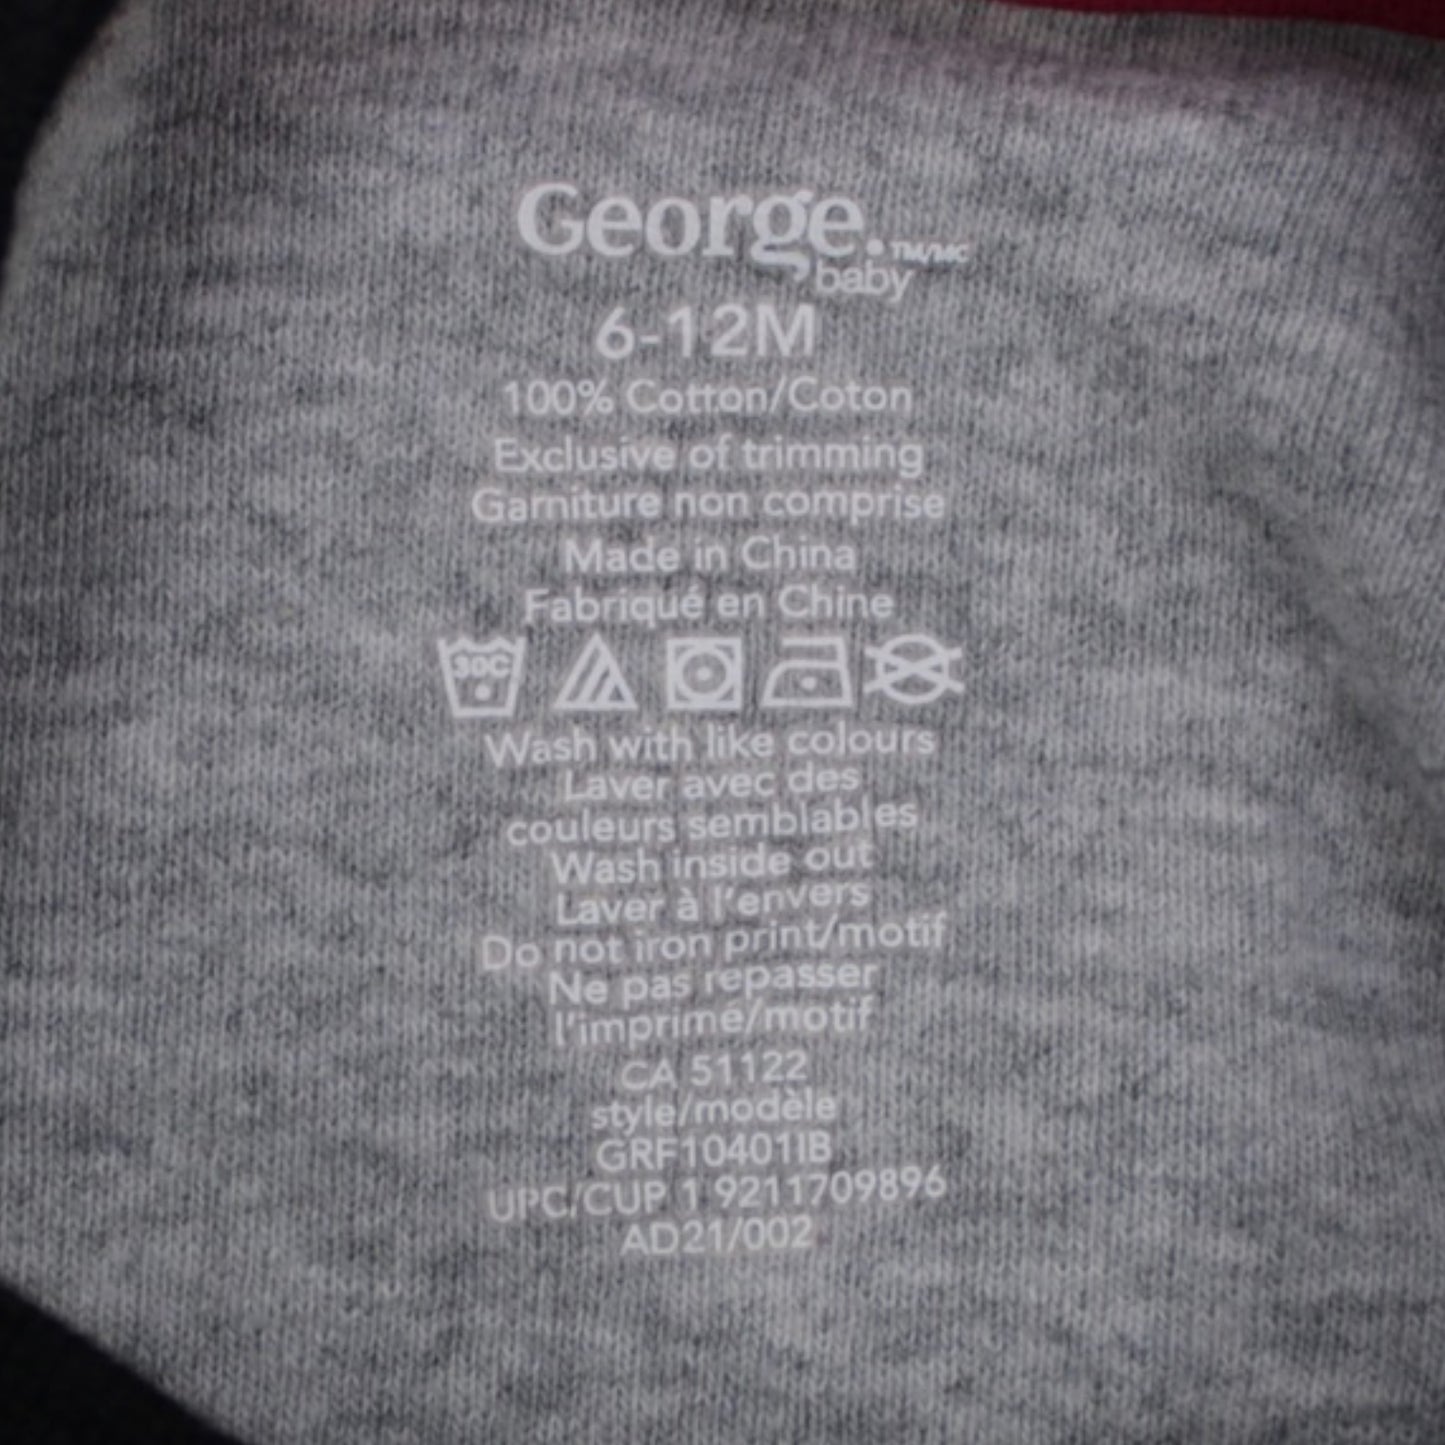 George.TM/MC
baby
6-12M
100% Cotton/Coton
Exclusive of trimming
Garniture non comprise
Made in China
Fabriqué en Chine
30C
Wash with like colours
Laver avec des
couleurs semblables
Wash inside out
Laver à l'envers
Do not iron print/motif
Ne pas repasser
l'imprimé/motif
CA 51122
style/modèle
GRF10401IB
UPC/CUP 1 9211709896
AD21/002